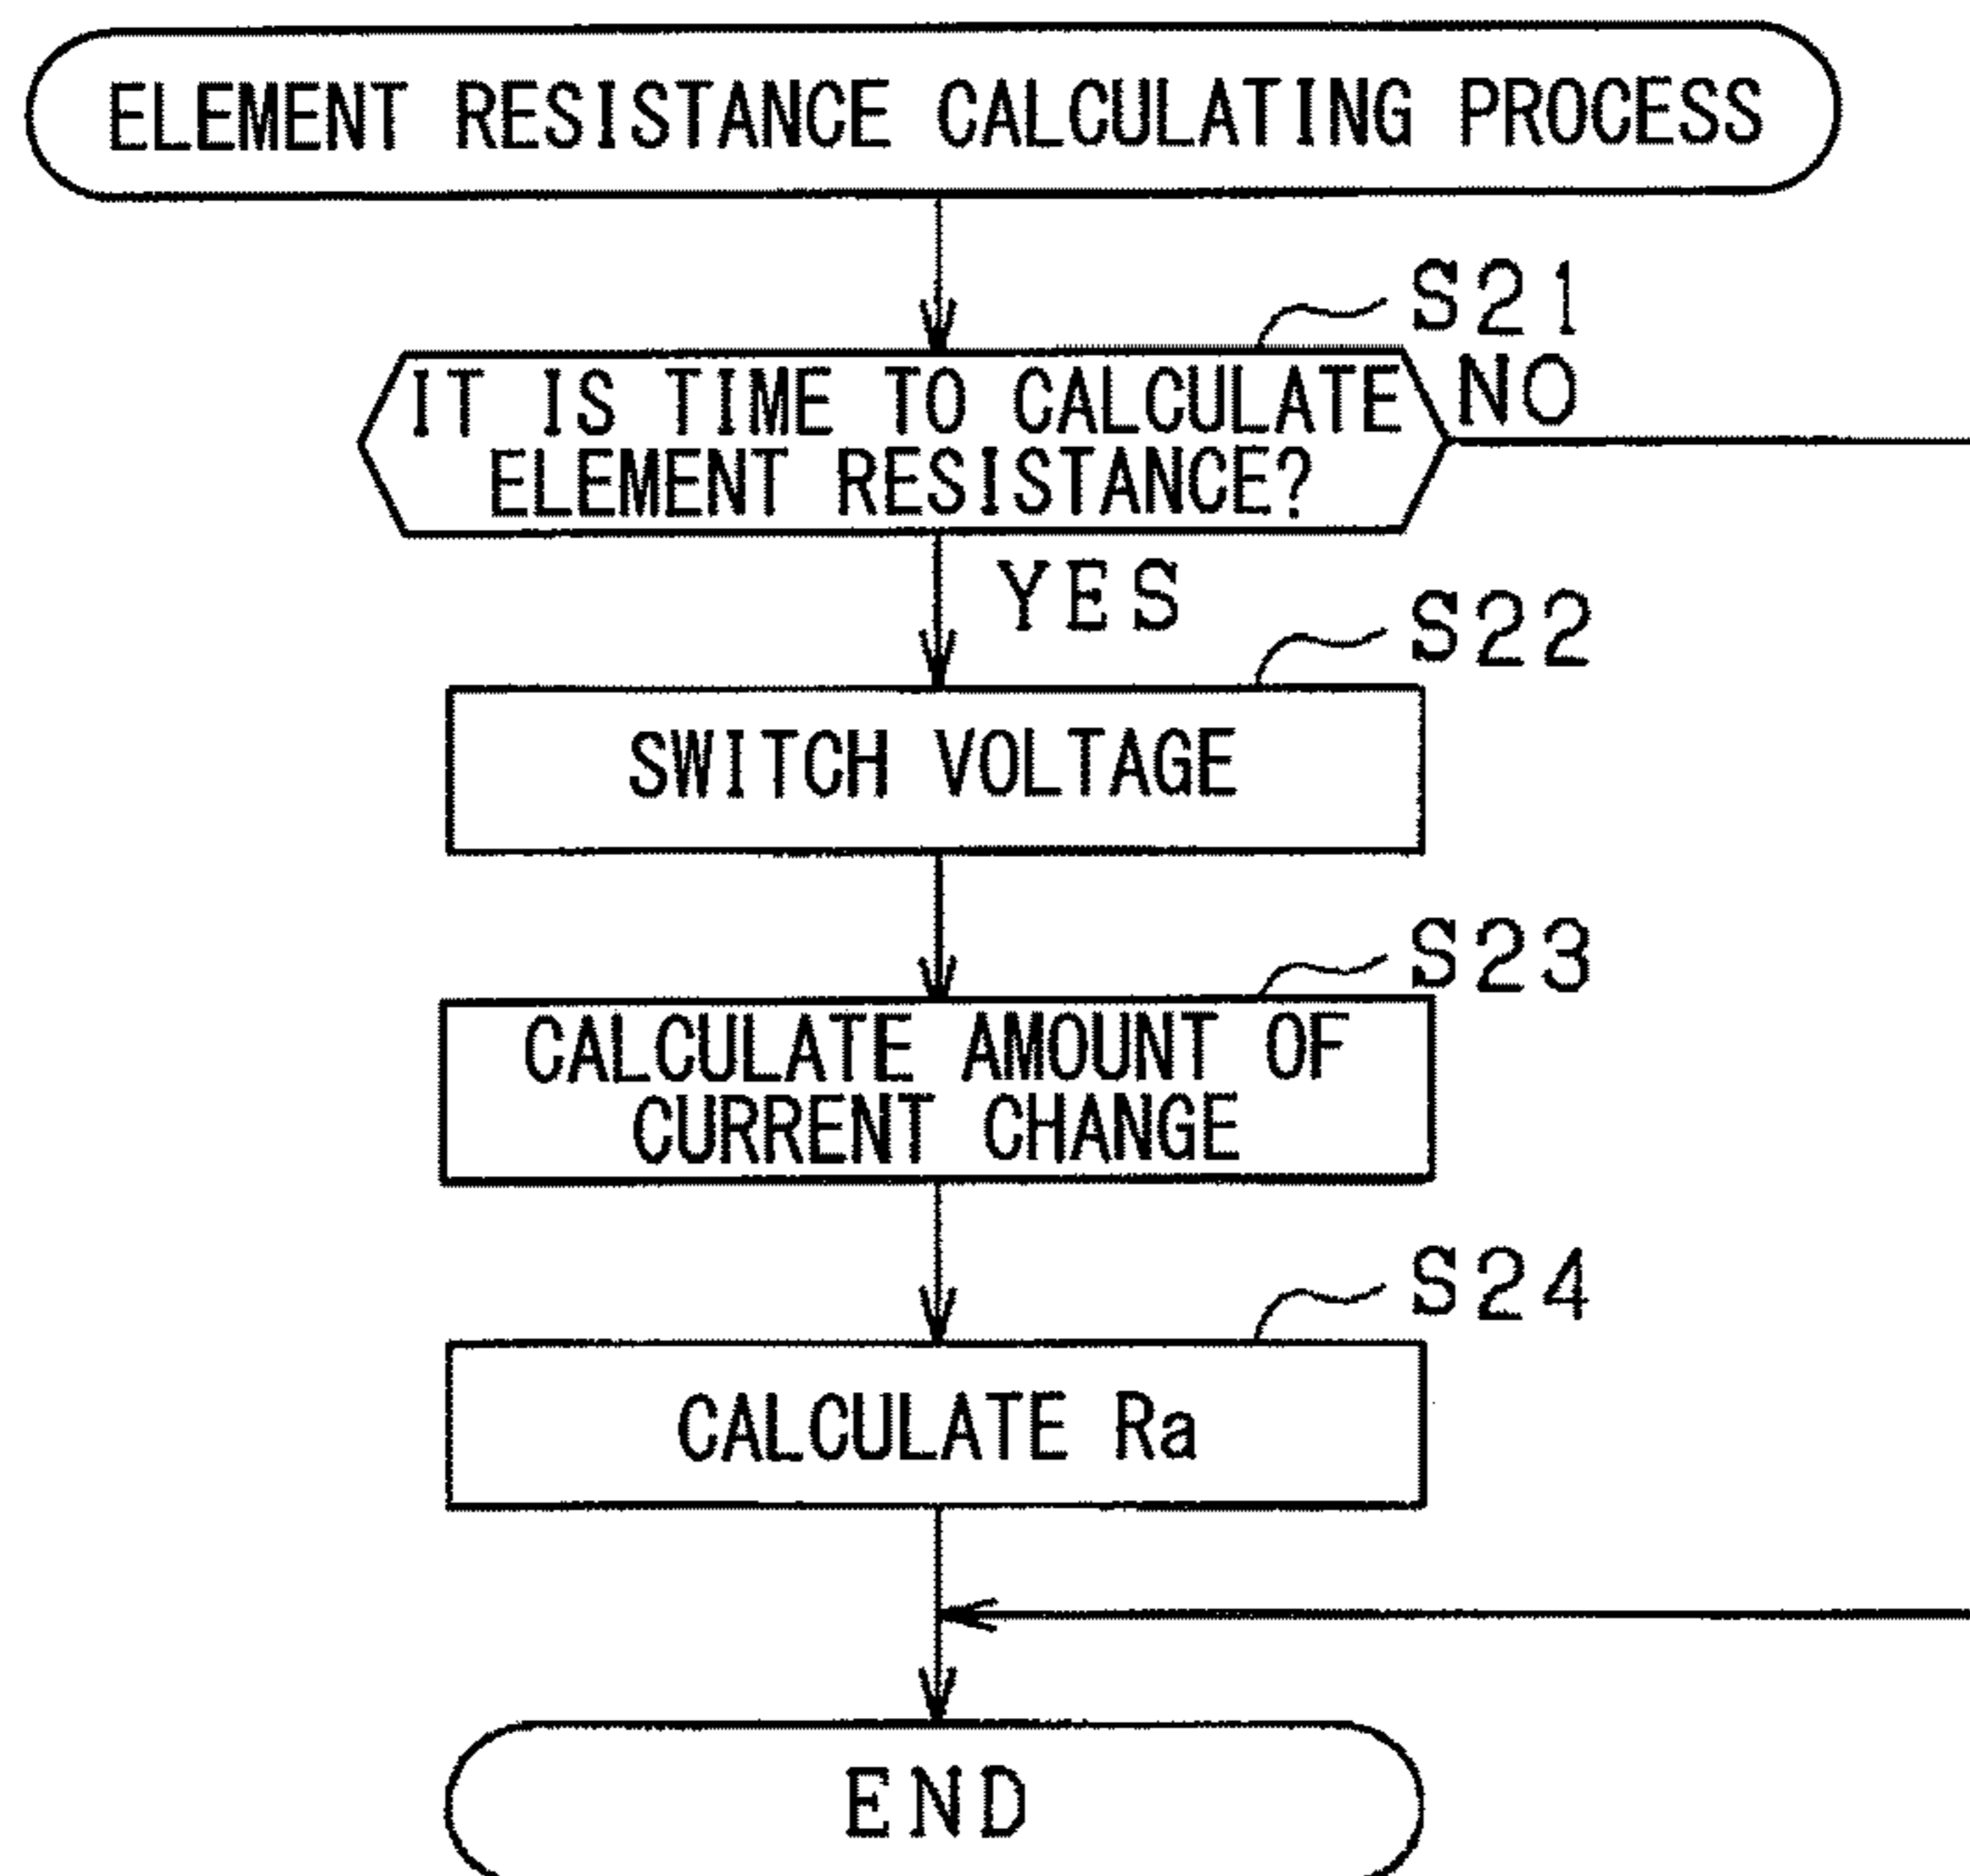 ELEMENT RESISTANCE CALCULATING PROCESS
S21
IT IS TIME TO CALCULATE
ELEMENT RESISTANCE?
NO
YES
S22
SWITCH VOLTAGE
S23
CALCULATE AMOUNT OF
CURRENT CHANGE
S24
CALCULATE Ra
END